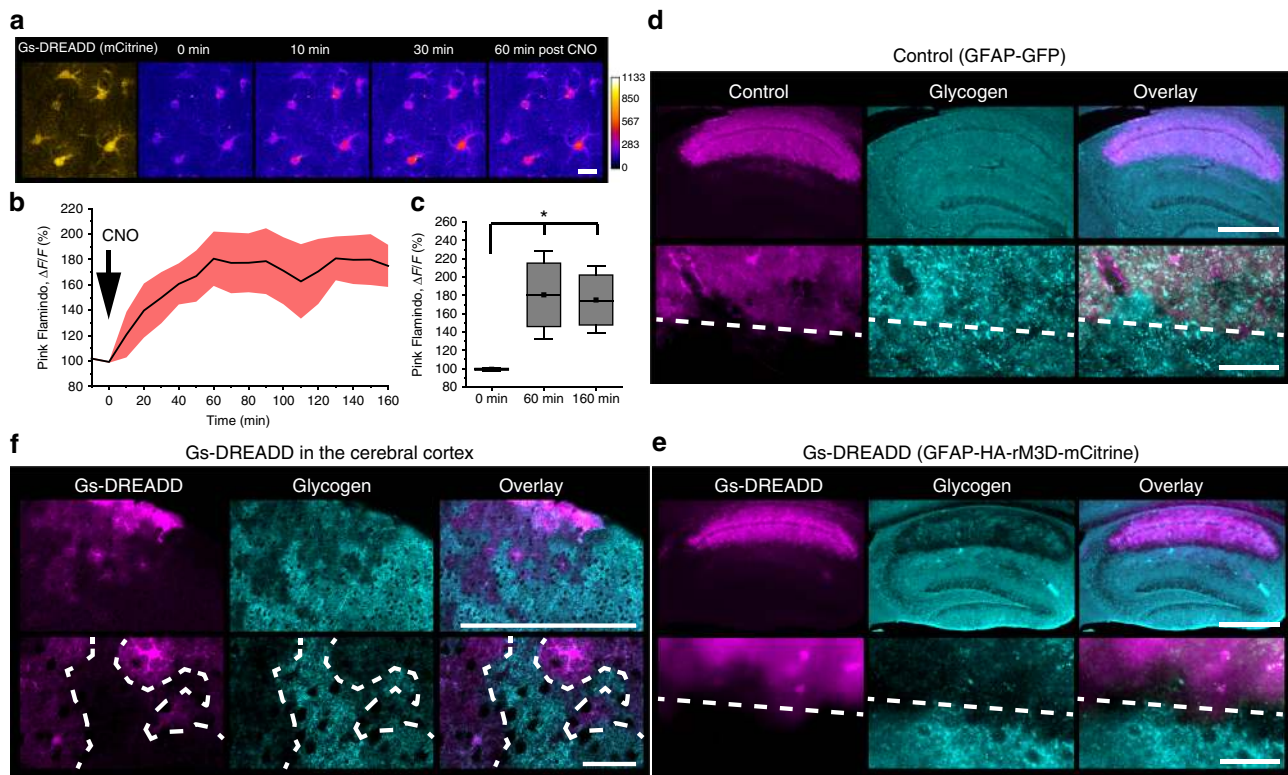 a
Gs-DREADD (mCitrine) 0 min 10 min 30 min 60 min post CNO
1133
850
567
283
0
b
Pink Flamindo, ΔF/F (%)
220
200
180
160
140
120
100
80
CNO
0 20 40 60 80 100 120 140 160
Time (min)
c
Pink Flamindo, ΔF/F (%)
260
240
220
200
180
160
140
120
100
80
*
0 min 60 min 160 min
d
Control (GFAP-GFP)
Control Glycogen Overlay
f
Gs-DREADD in the cerebral cortex
Gs-DREADD Glycogen Overlay
e
Gs-DREADD (GFAP-HA-rM3D-mCitrine)
Gs-DREADD Glycogen Overlay